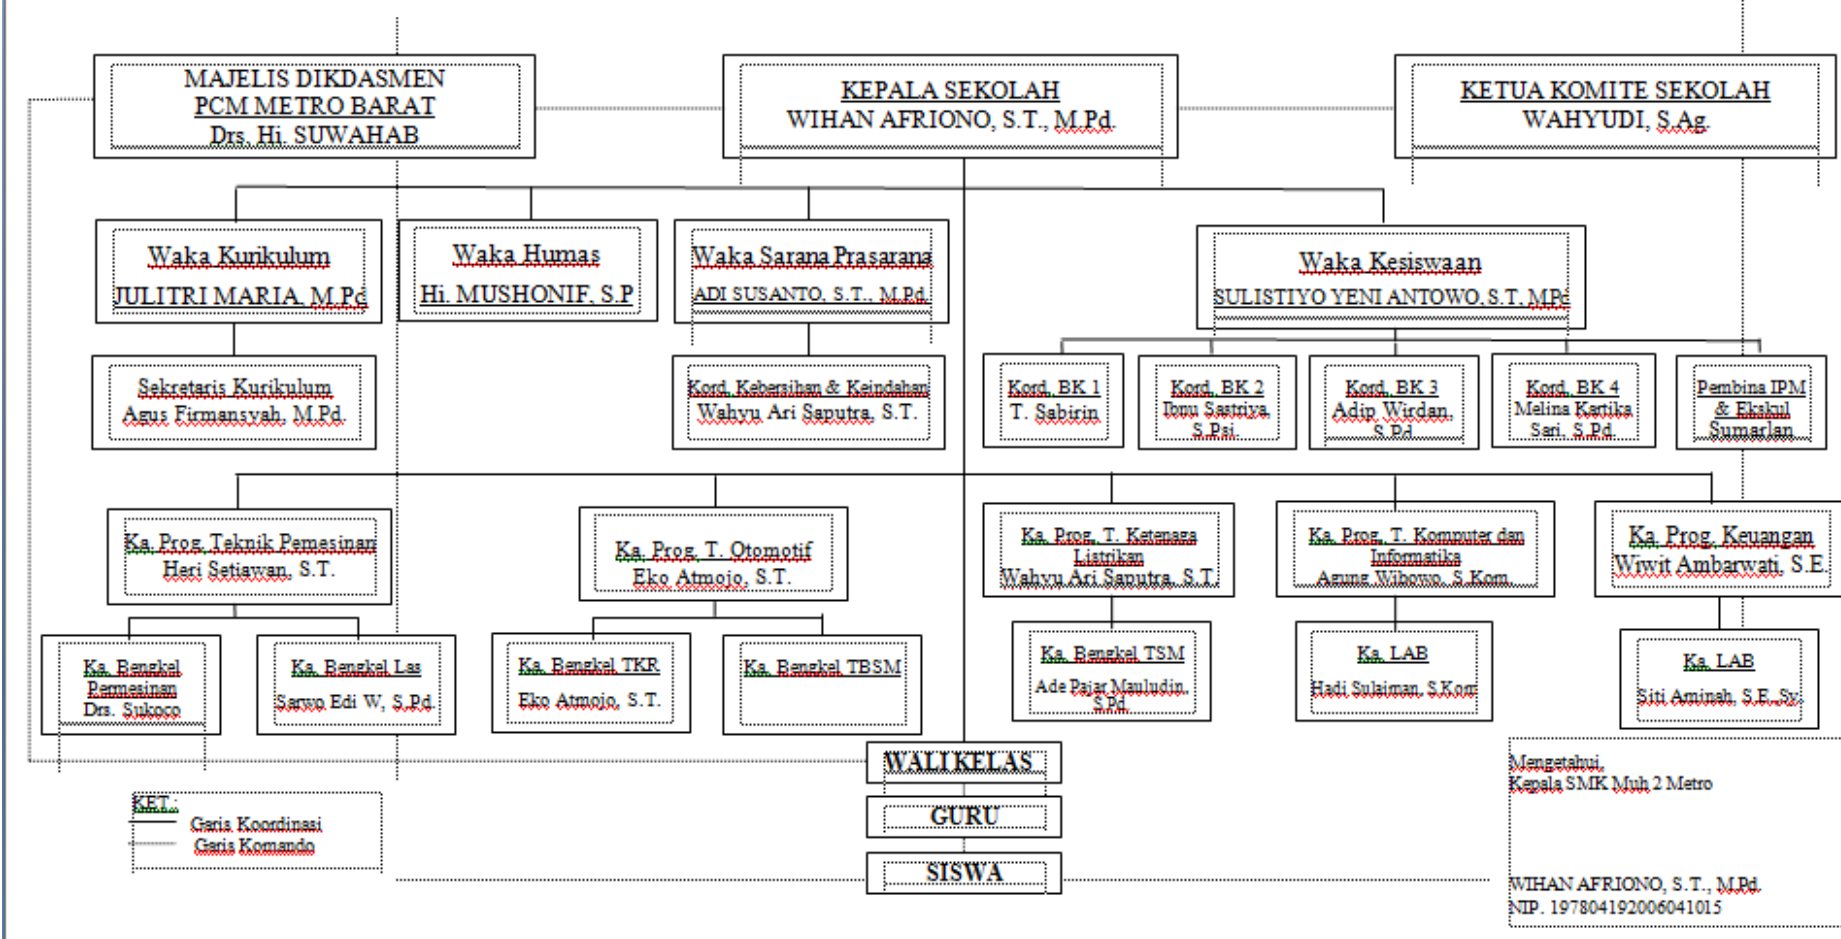 MAJELIS DIKDASMEN
PCM METRO BARAT
Drs, Hi. SUWAHAB
KEPALA SEKOLAH
WIHAN AFRIONO, S.T., M.Pd.
KETUA KOMITE SEKOLAH
WAHYUDI, S.Ag.
Waka Kurikulum
JULITRI MARIA, M.Pd
Waka Humas
Hi. MUSHONIF, S.P
Waka Sarana Prasarana
ADI SUSANTO, S.T., M.Pd.
Waka Kesiswaan
SULISTIYO YENI ANTOWO, S.T, M.Pd
Sekretaris Kurikulum
Agus Firmansyah, M.Pd.
Kord. Kebersihan & Keindahan
Wahyu Ari Saputra, S.T.
Kord. BK 1
T. Sabirin
Kord. BK 2
Ibnu Sastriya,
S.Psi.
Kord. BK 3
Adip Wirdan,
S.Pd
Kord. BK 4
Melina Kartika
Sari, S.Pd.
Pembina IPM
& Ekskul
Sumarlan
Ka. Prog. Teknik Pemesinan
Heri Setiawan, S.T.
Ka. Prog. T. Otomotif
Eko Atmojo, S.T.
Ka. Prog. T. Ketenaga
Listrikan
Wahyu Ari Saputra, S.T.
Ka. Prog. T. Komputer dan
Informatika
Agung Wibowo, S.Kom.
Ka. Prog. Keuangan
Wiwit Ambarwati, S.E.
Ka. Bengkel
Permesinan
Drs. Sukoco
Ka. Bengkel Las
Sarwo Edi W, S.Pd.
Ka. Bengkel TKR
Eko Atmojo, S.T.
Ka. Bengkel TBSM
Ka. Bengkel TSM
Ade Pajar Mauludin,
S.Pd
Ka. LAB
Hadi Sulaiman, S.Kom
Ka. LAB
Siti Aminah, S.E.,Sy.
WALI KELAS
GURU
SISWA
KET :
Garis Koordinasi
Garis Komando
Mengetahui,
Kepala SMK Muh 2 Metro
WIHAN AFRIONO, S.T., M.Pd.
NIP. 197804192006041015